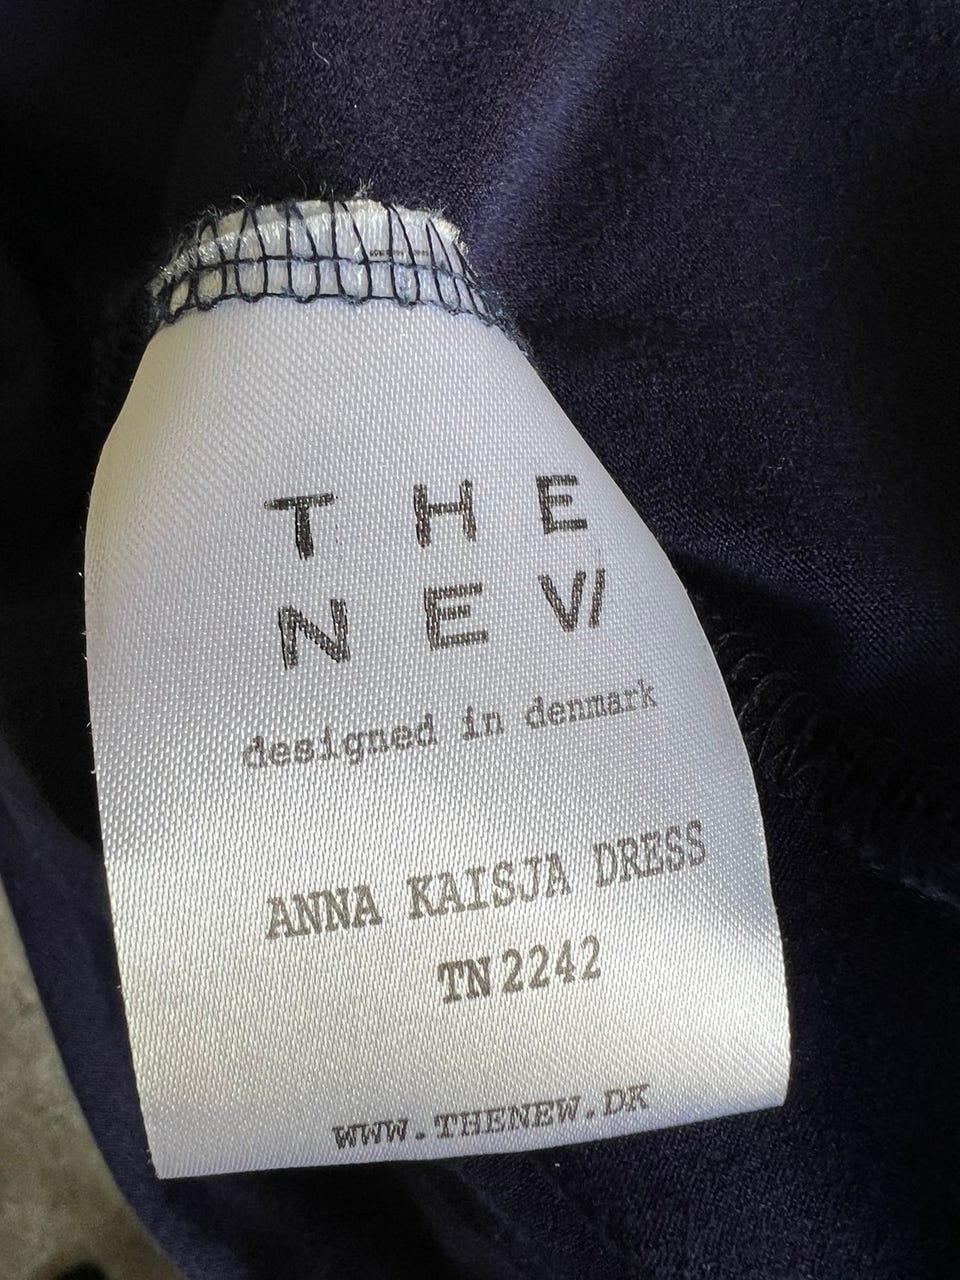 THE
NEW
designed in denmark
ANNA KAISJA DRESS
TN2242
WWW.THENEW.DK